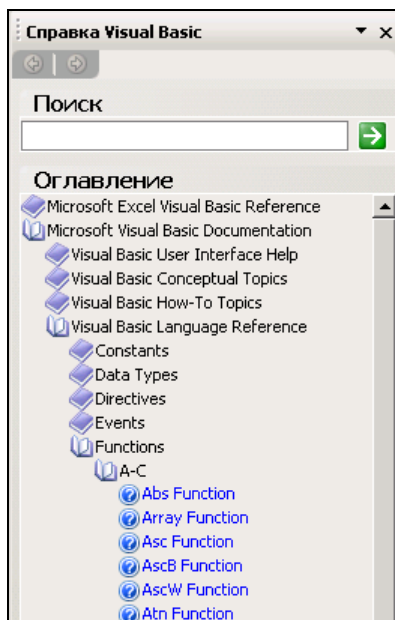 Справка Visual Basic
Поиск
Оглавление
Microsoft Excel Visual Basic Reference
Microsoft Visual Basic Documentation
Visual Basic User Interface Help
Visual Basic Conceptual Topics
Visual Basic How-To Topics
Visual Basic Language Reference
Constants
Data Types
Directives
Events
Functions
A-C
Abs Function
Array Function
Asc Function
AscB Function
AscW Function
Atn Function